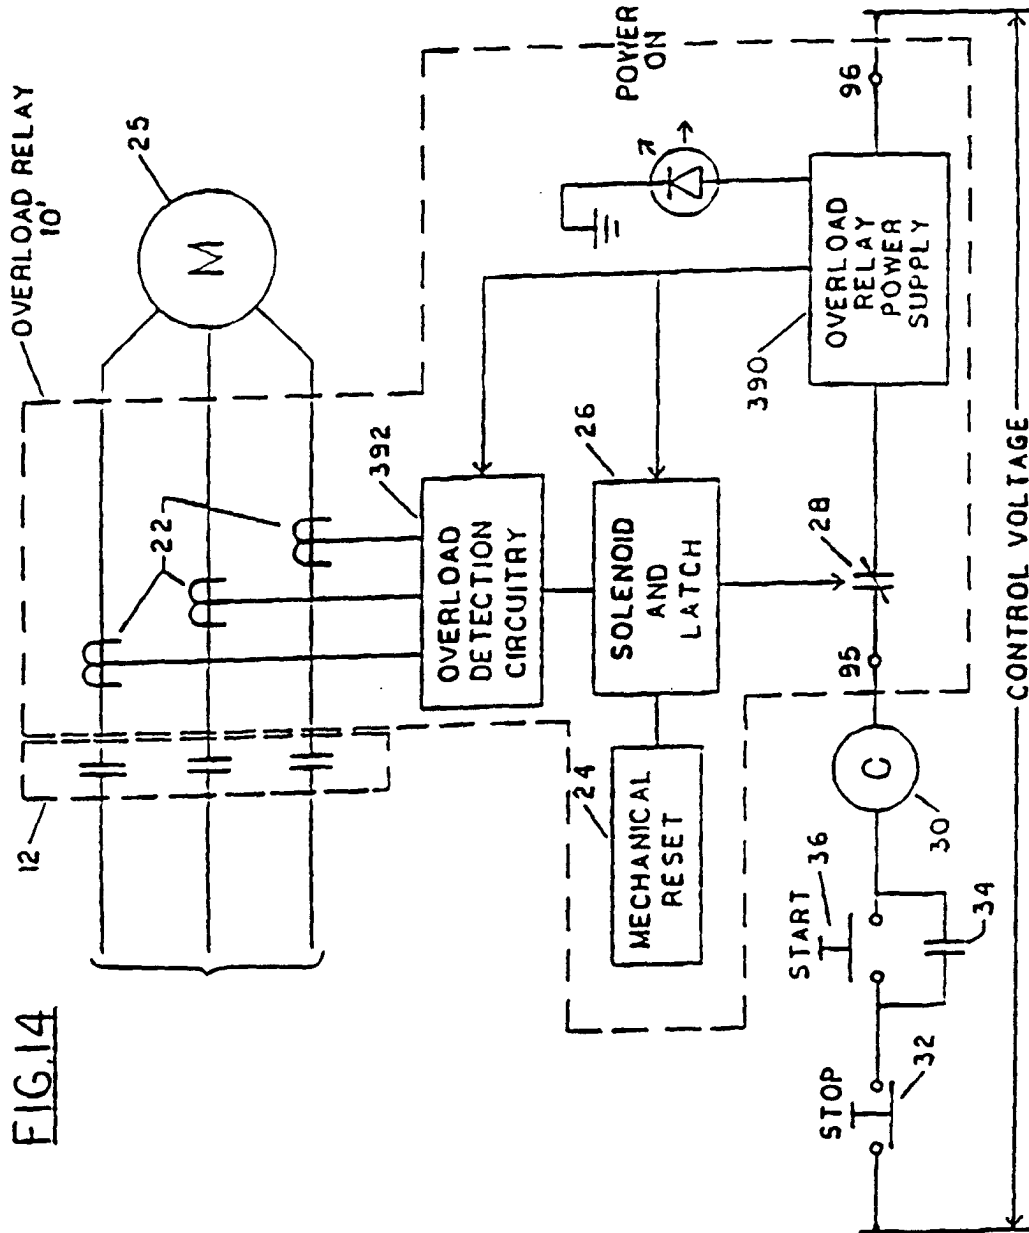 FIG.14
12
OVERLOAD RELAY
10'
25
M
22
392
OVERLOAD
DETECTION
CIRCUITRY
24
MECHANICAL
RESET
26
SOLENOID
AND
LATCH
POWER
ON
390
OVERLOAD
RELAY
POWER
SUPPLY
STOP
32
START
36
34
C
30
95
28
96
CONTROL VOLTAGE